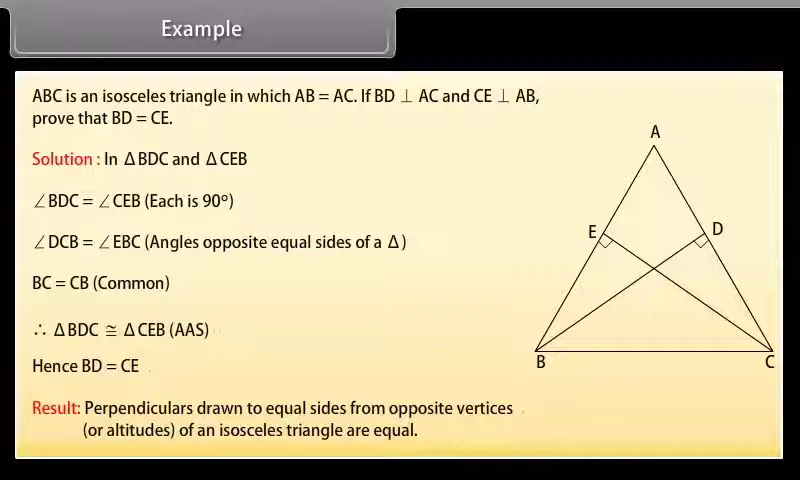 Example
ABC is an isosceles triangle in which AB = AC. If BD ⊥ AC and CE ⊥ AB,
prove that BD = CE.
Solution : In ΔBDC and ΔCEB
∠BDC = ∠CEB (Each is 90º)
∠DCB = ∠EBC (Angles opposite equal sides of a Δ)
BC = CB (Common)
∴ ΔBDC ≅ ΔCEB (AAS)
Hence BD = CE
Result: Perpendiculars drawn to equal sides from opposite vertices
(or altitudes) of an isosceles triangle are equal.
A
E
D
B
C